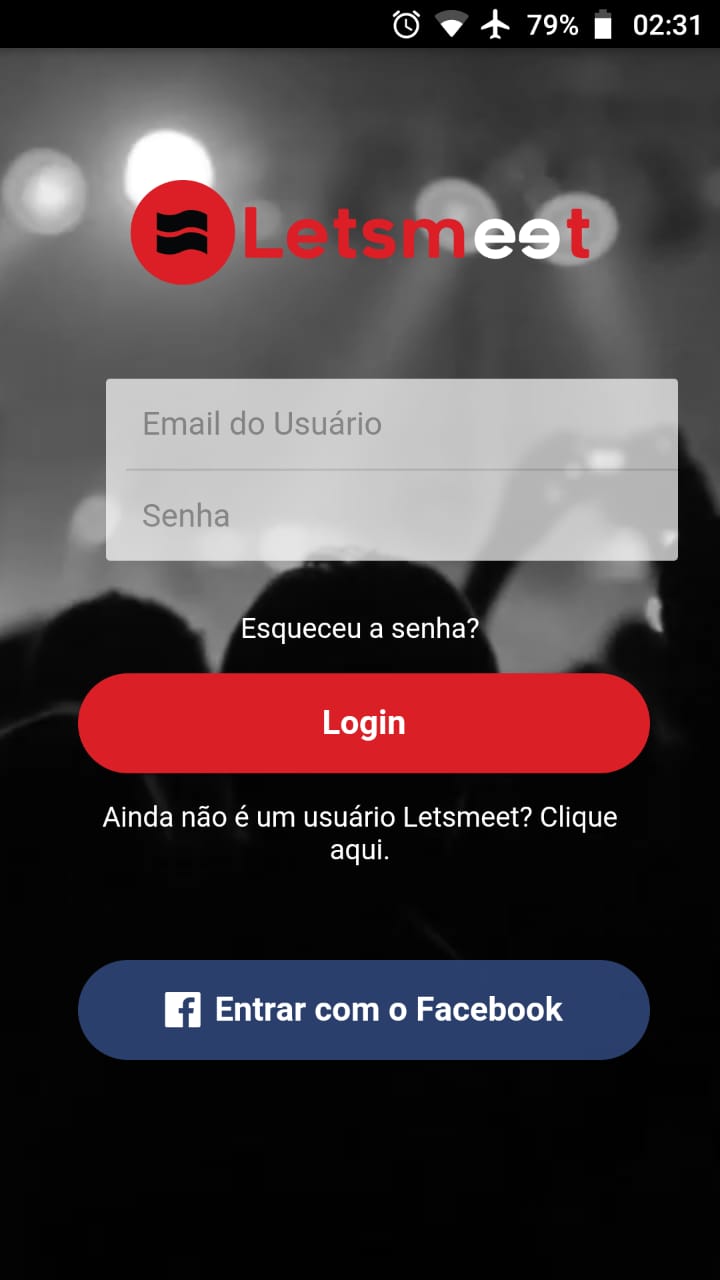 79% 02:31
Letsmeet
Email do Usuário
Senha
Esqueceu a senha?
Login
Ainda não é um usuário Letsmeet? Clique
aqui.
Entrar com o Facebook